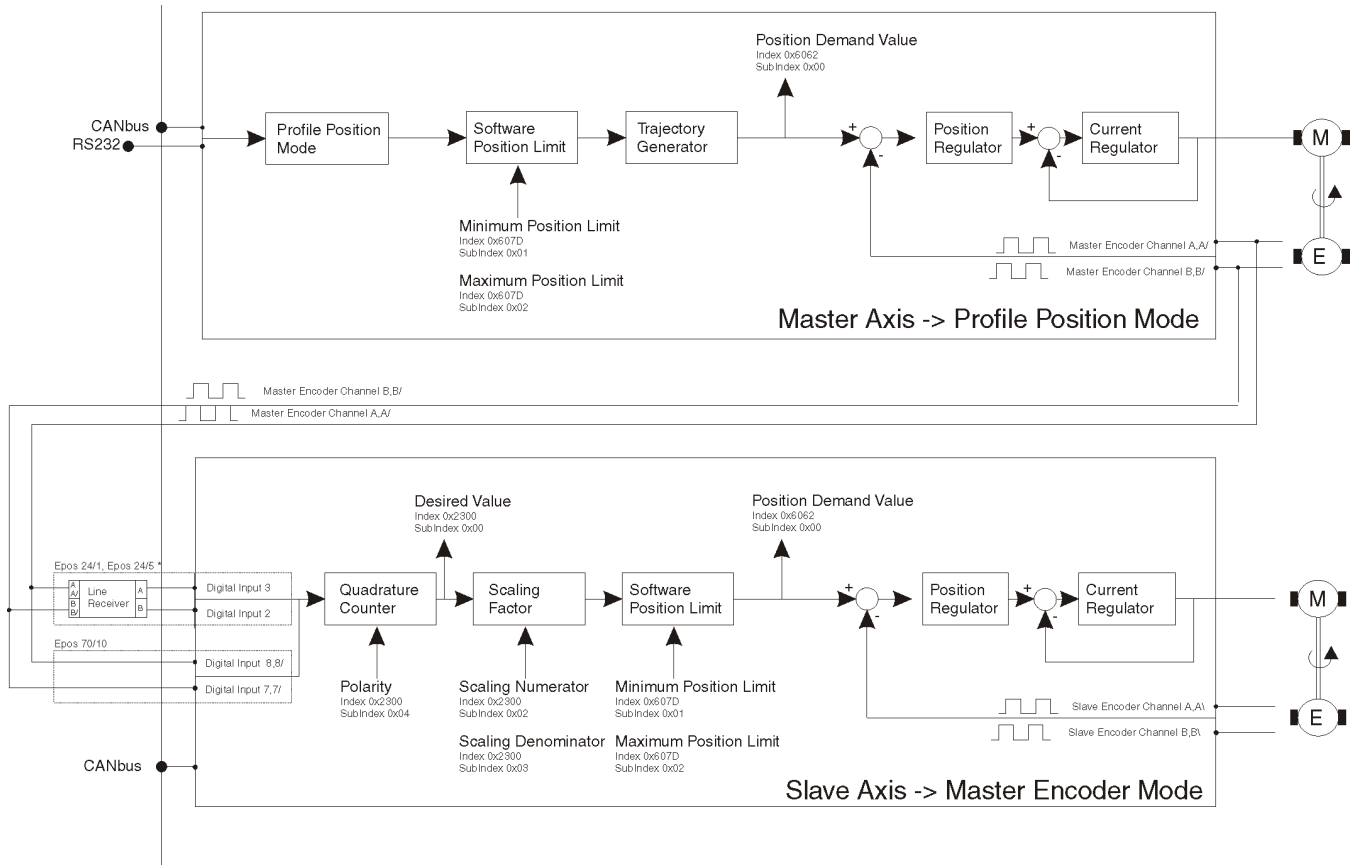 Position Demand Value
Index 0x6062
SubIndex 0x00
CANbus
RS232
Profile Position
Mode
Software
Position Limit
Trajectory
Generator
+
-
Position
Regulator
+
-
Current
Regulator
M
Minimum Position Limit
Index 0x607D
SubIndex 0x01
Maximum Position Limit
Index 0x607D
SubIndex 0x02
Master Encoder Channel A,A/
Master Encoder Channel B,B/
E
Master Axis -> Profile Position Mode
Master Encoder Channel B,B/
Master Encoder Channel A,A/
Desired Value
Index 0x2300
SubIndex 0x00
Position Demand Value
Index 0x6062
SubIndex 0x00
Epos 24/1, Epos 24/5 *
A
A/
B
B/
Line
Receiver
A
B
Digital Input 3
Digital Input 2
Quadrature
Counter
Scaling
Factor
Software
Position Limit
+
-
Position
Regulator
+
-
Current
Regulator
M
Epos 70/10
Digital Input 8,8/
Digital Input 7,7/
Polarity
Index 0x2300
SubIndex 0x04
Scaling Numerator
Index 0x2300
SubIndex 0x02
Scaling Denominator
Index 0x2300
SubIndex 0x03
Minimum Position Limit
Index 0x607D
SubIndex 0x01
Maximum Position Limit
Index 0x607D
SubIndex 0x02
Slave Encoder Channel A,A\
Slave Encoder Channel B,B\
E
CANbus
Slave Axis -> Master Encoder Mode